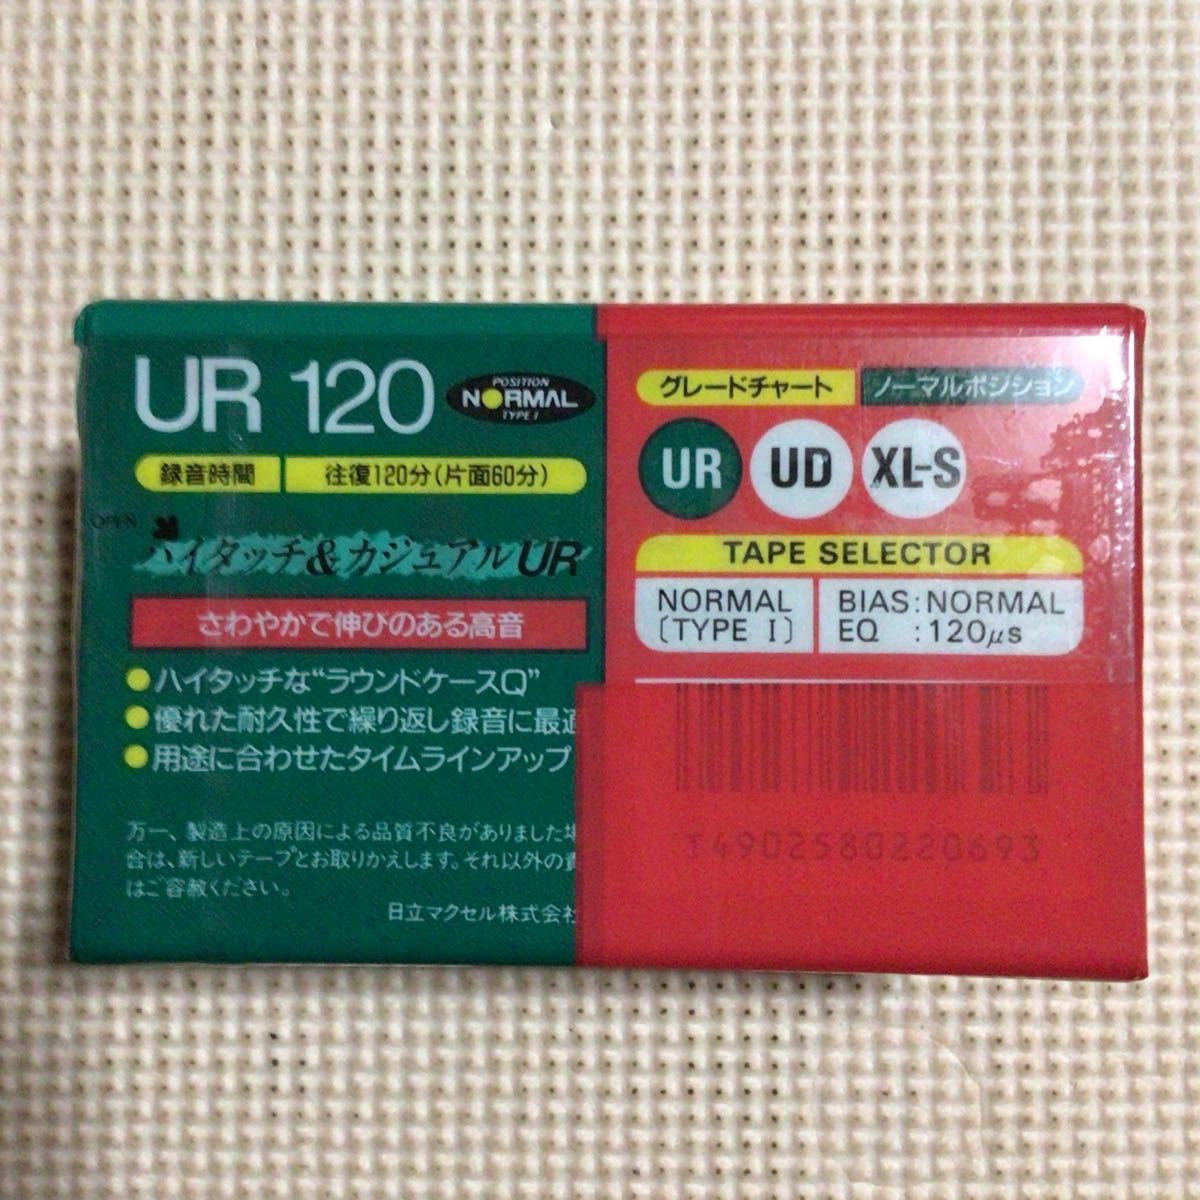 UR 120
POSITION
NORMAL
TYPE I
録音時間
往復120分(片面60分)
OPEN
ハイタッチ&カジュアルUR
さわやかで伸びのある高音
●ハイタッチな“ラウンドケースQ”
●優れた耐久性で繰り返し録音に最適
●用途に合わせたタイムラインアップ
万一、製造上の原因による品質不良がありました場
合は、新しいテープとお取りかえします。それ以外の責
はご容赦ください。
日立マクセル株式会社
グレードチャート
ノーマルポジション
UR UD XL-S
TAPE SELECTOR
NORMAL
〔TYPE I〕
BIAS:NORMAL
EQ :120μs
T4902580220693